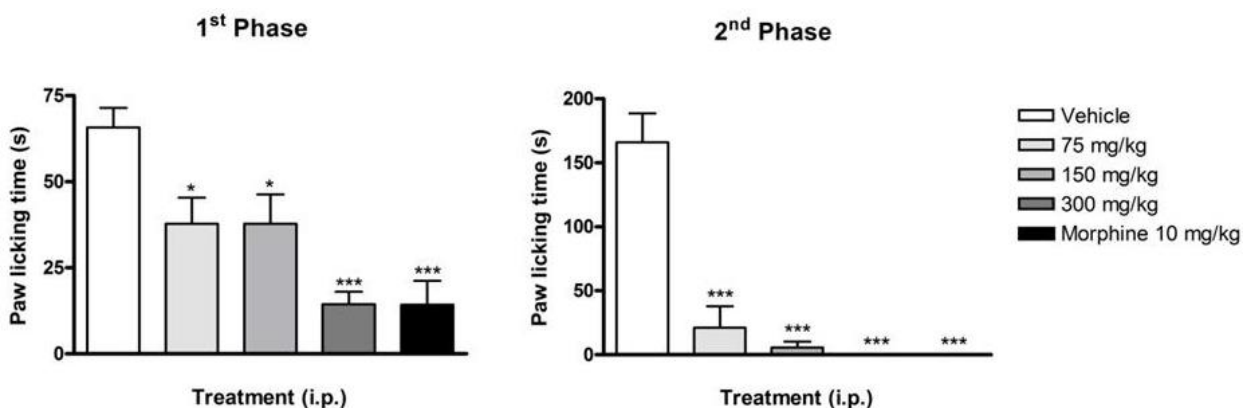 1st Phase
Paw licking time (s)
75
50
25
0
*
*
***
***
Treatment (i.p.)
2nd Phase
Paw licking time (s)
200
150
100
50
0
***
***
***
***
Treatment (i.p.)
Vehicle
75 mg/kg
150 mg/kg
300 mg/kg
Morphine 10 mg/kg